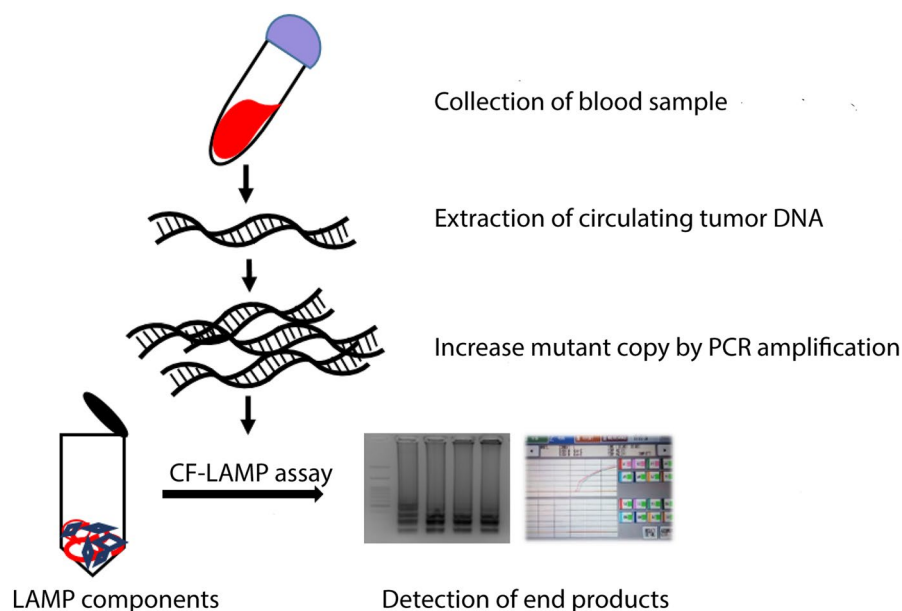 Collection of blood sample
Extraction of circulating tumor DNA
Increase mutant copy by PCR amplification
CF-LAMP assay
LAMP components
Detection of end products